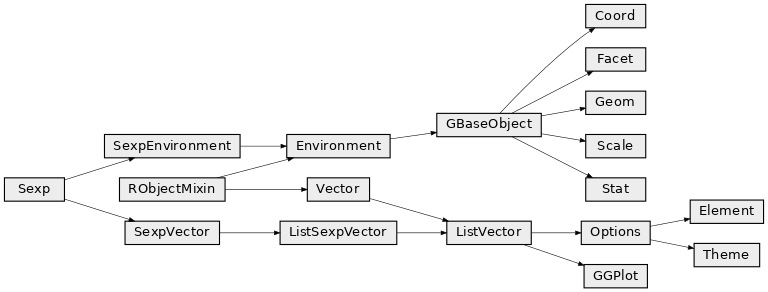 Coord
Facet
Geom
GBaseObject
SexpEnvironment
Environment
Scale
Sexp
RObjectMixin
Vector
Stat
Element
SexpVector
ListSexpVector
ListVector
Options
Theme
GGPlot